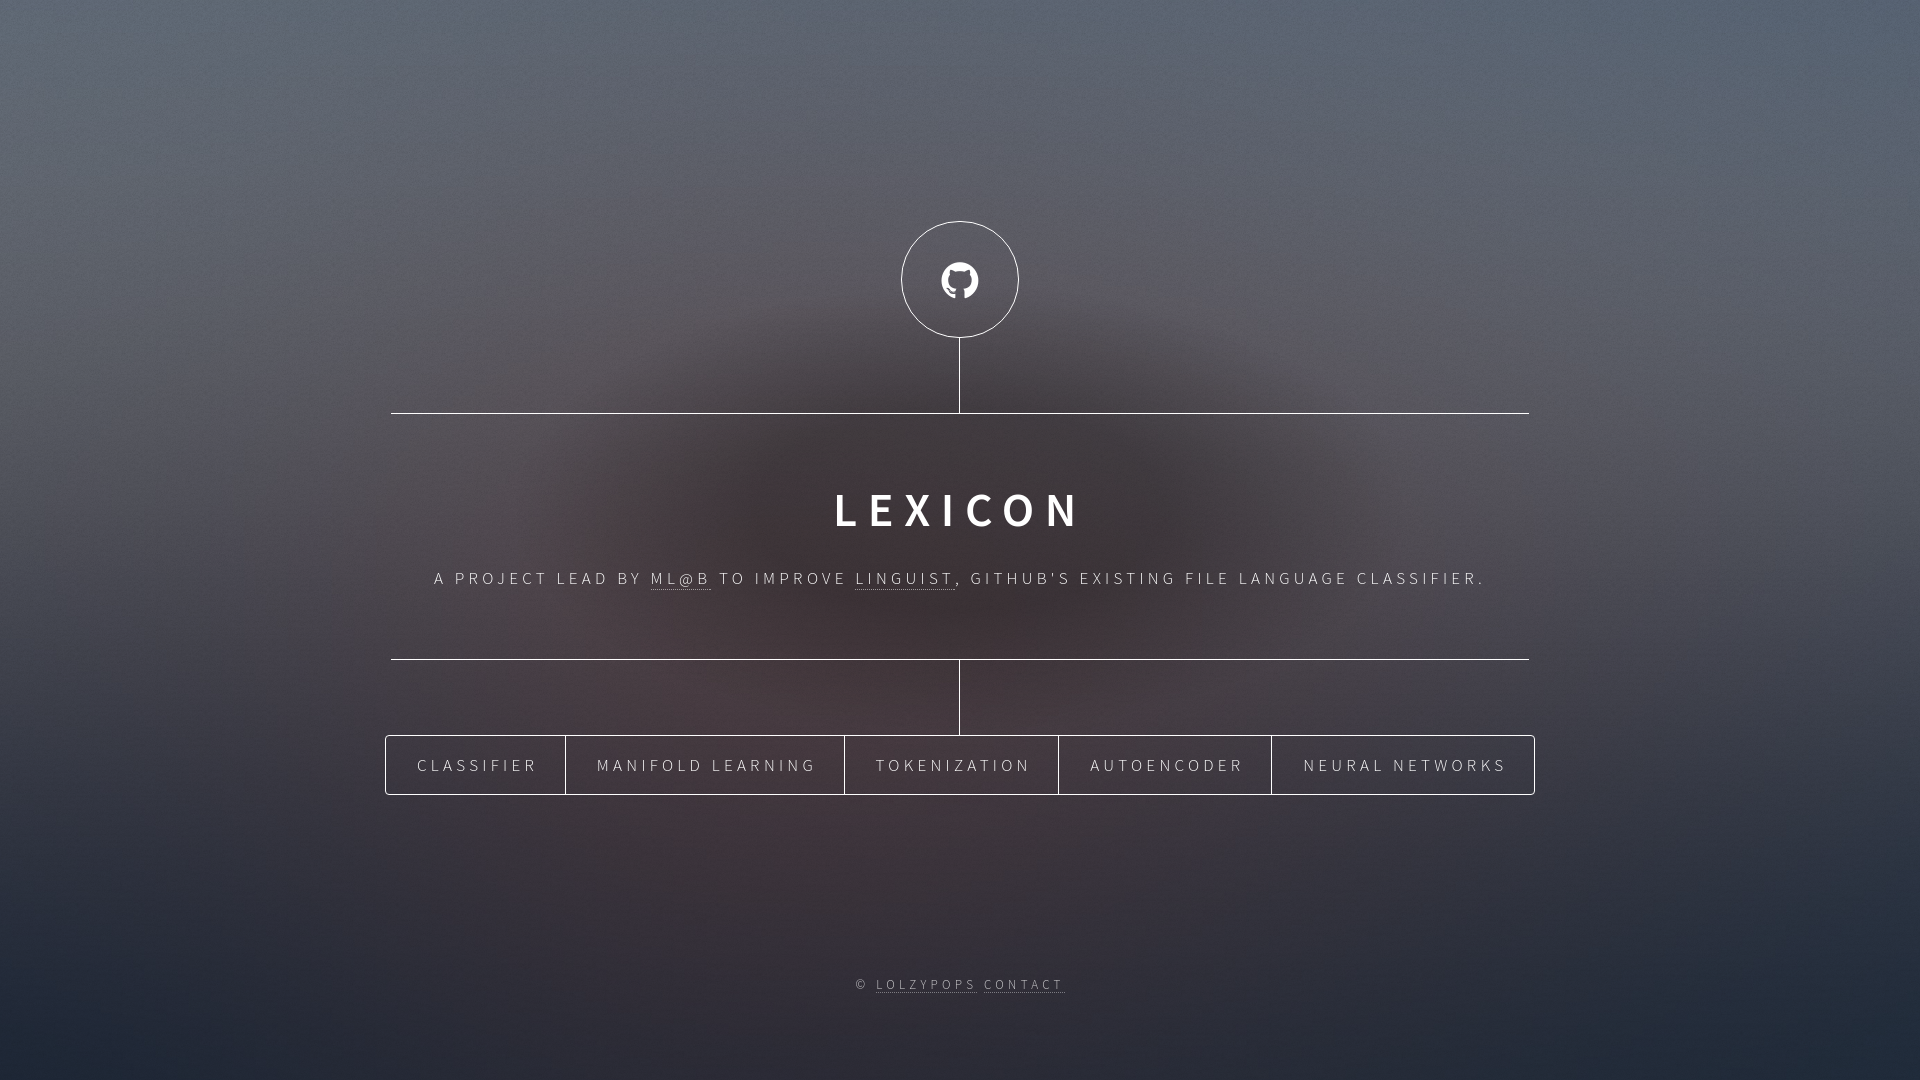 LEXICON
A PROJECT LEAD BY ML@B TO IMPROVE LINGUIST, GITHUB'S EXISTING FILE LANGUAGE CLASSIFIER.
CLASSIFIER MANIFOLD LEARNING TOKENIZATION AUTOENCODER NEURAL NETWORKS
© LOLZYPOPS CONTACT